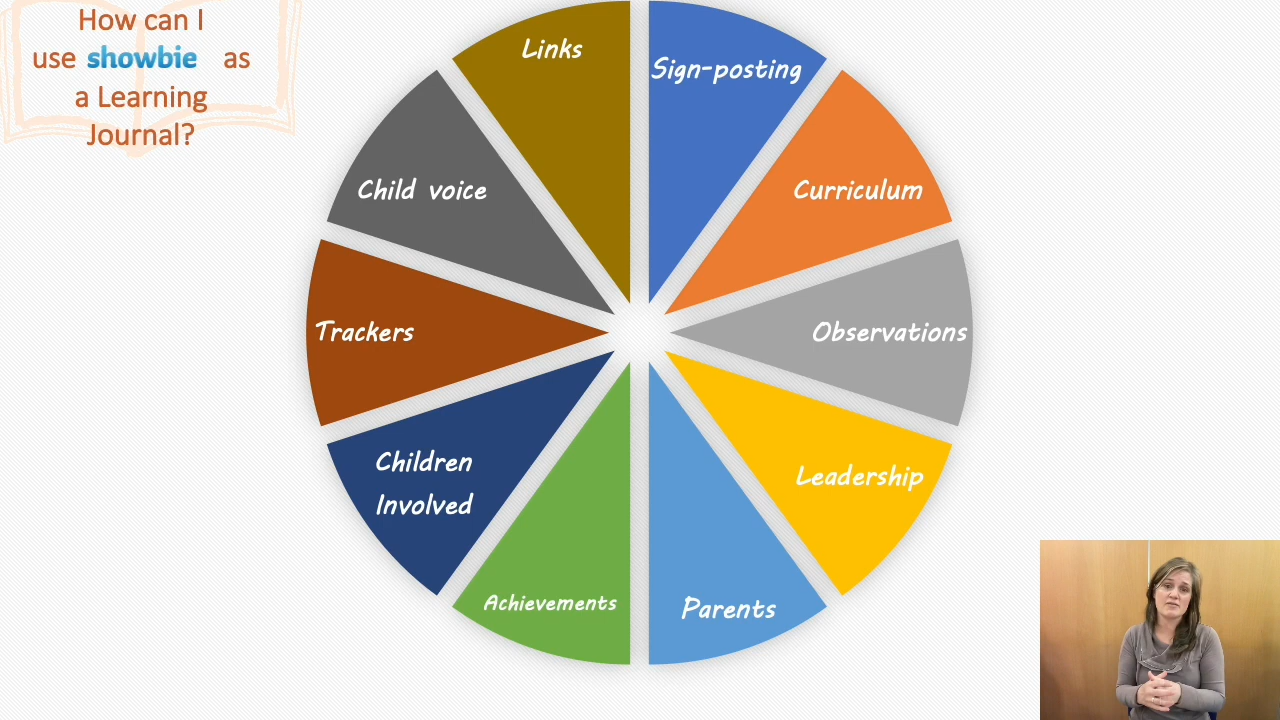 How can I
use showbie as
a Learning
Journal?
Links
Sign-posting
Child voice
Curriculum
Trackers
Observations
Children
Involved
Leadership
Achievements
Parents